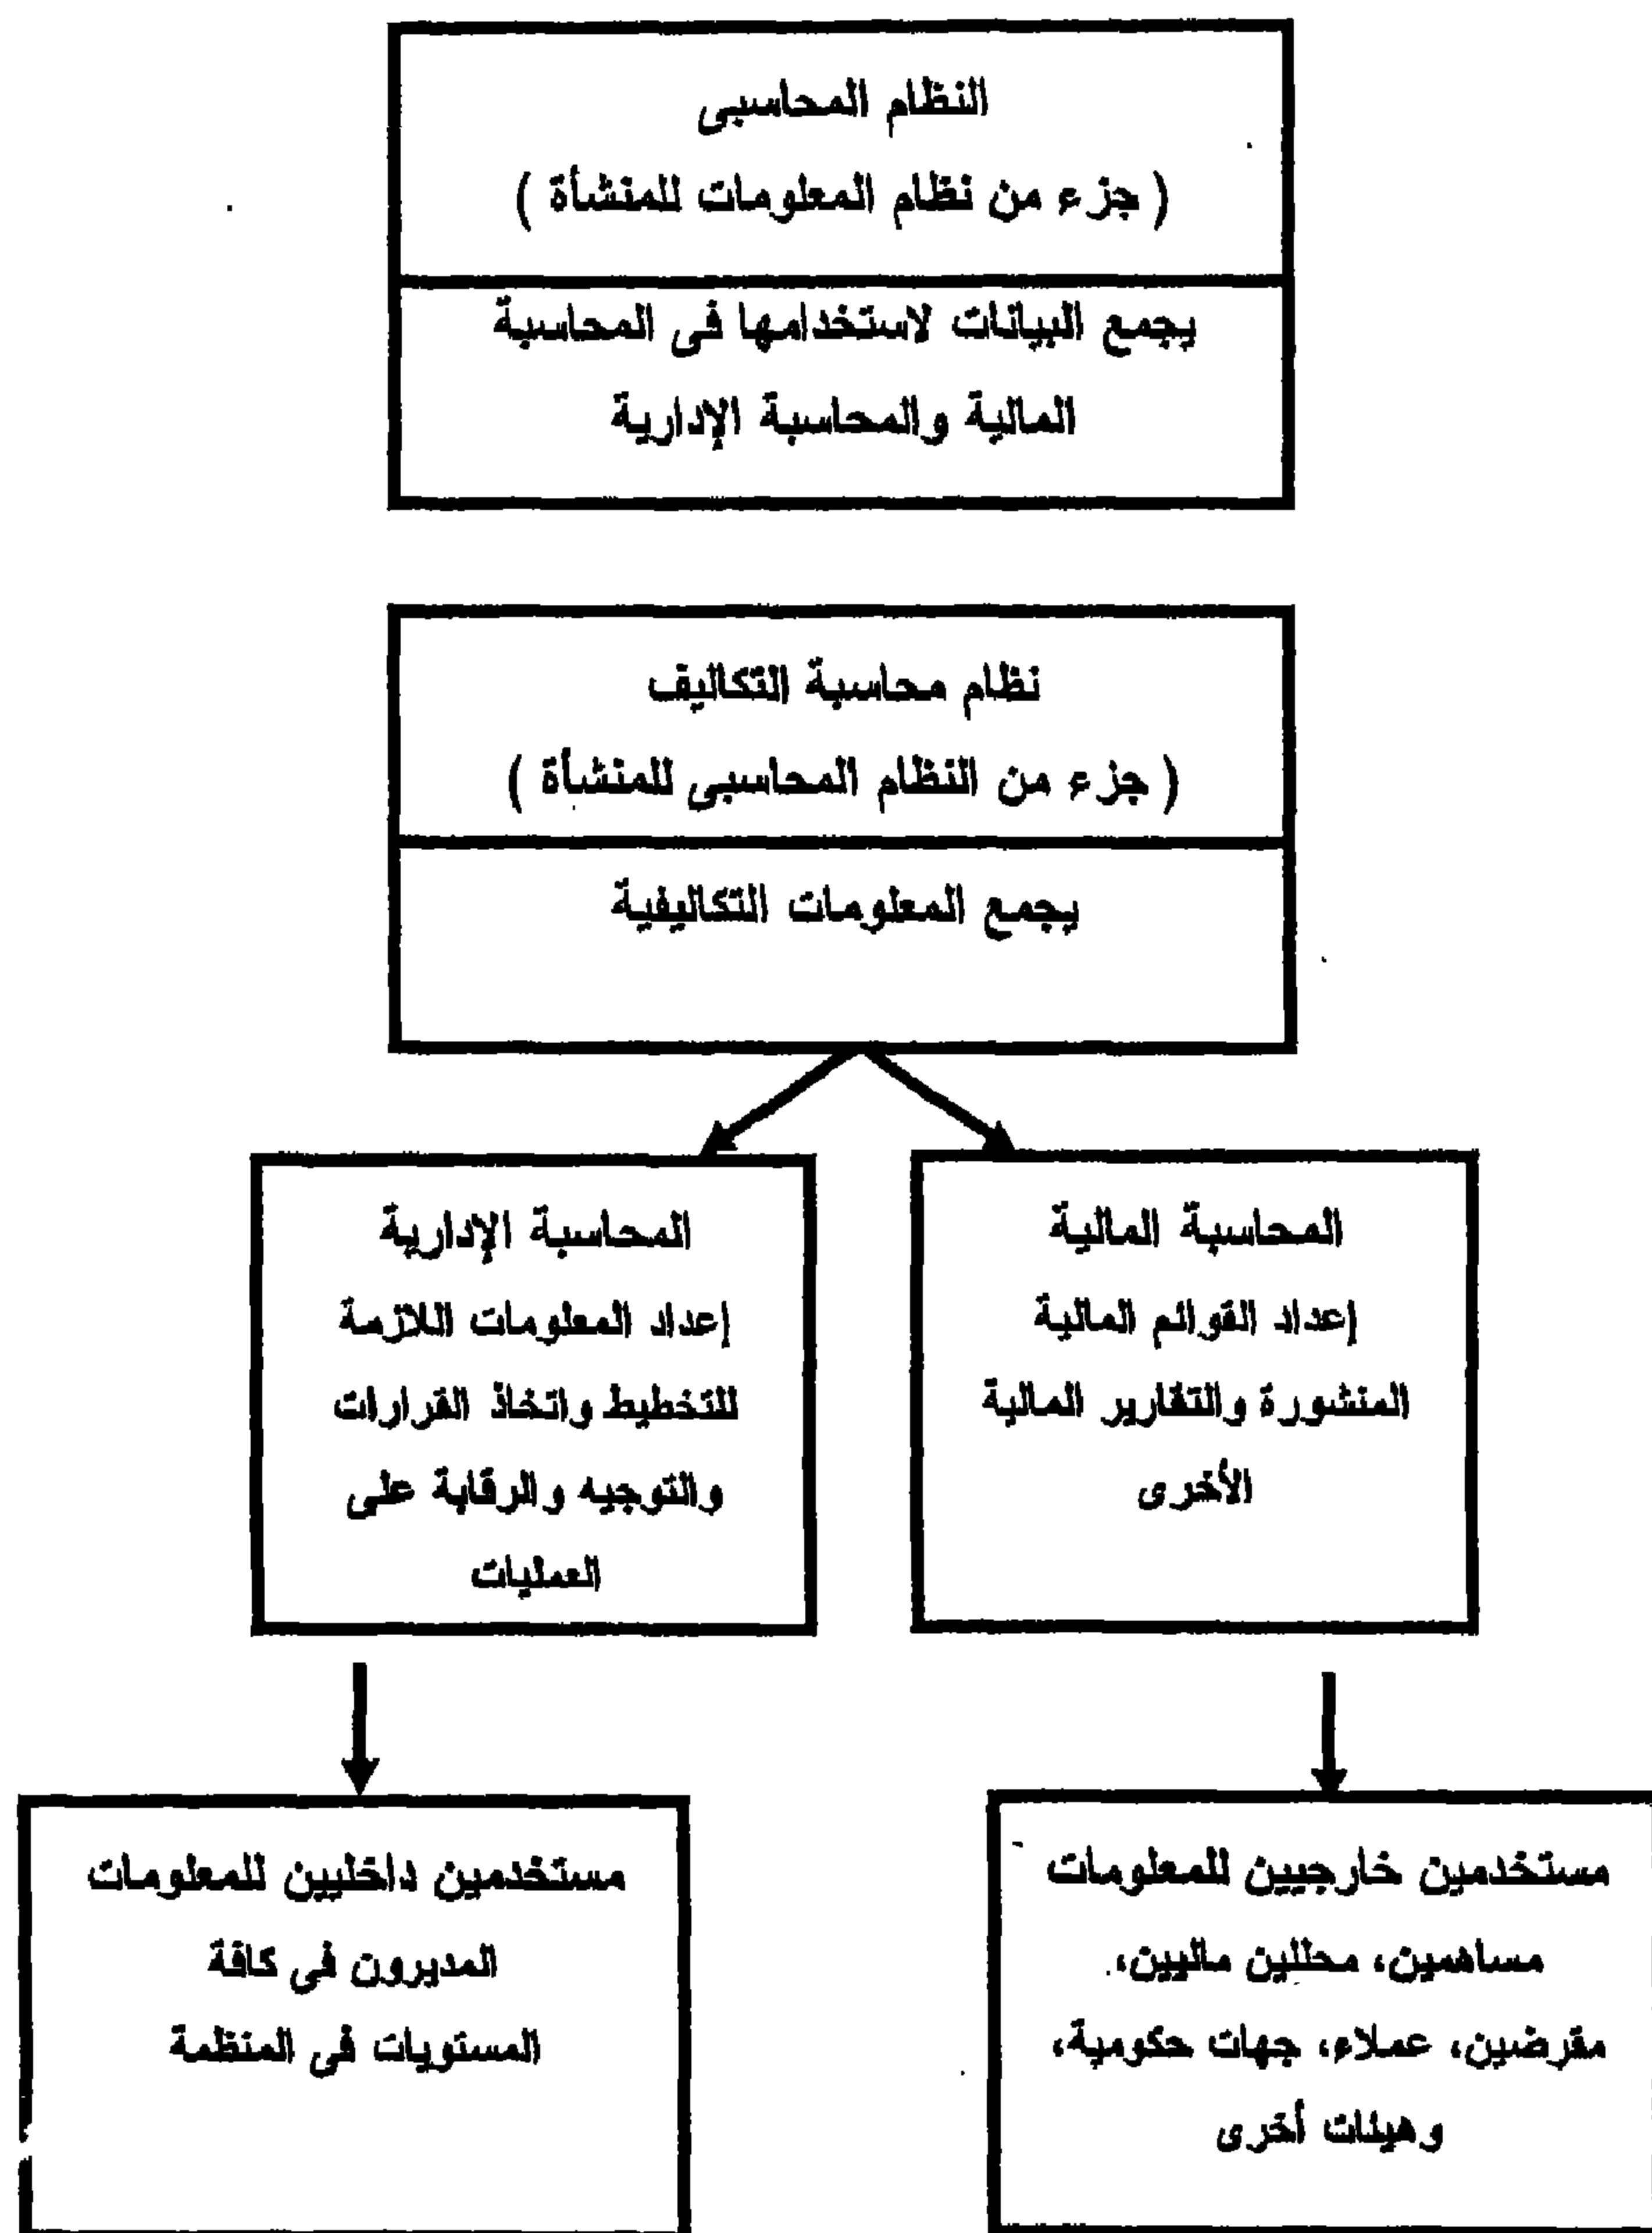 النظام المحاسبى
( جزء من نظام المعلومات للمنشأة )
يجمع البيانات لاستخدامها فى المحاسبة
المالية والمحاسبة الإدارية
نظام محاسبة التكاليف
( جزء من النظام المحاسبى للمنشأة )
يجمع المعلومات التكاليفية
المحاسبة المالية
إعداد القوائم المالية
المنشورة والتقارير المالية
الأخرى
المحاسبة الإدارية
إعداد المعلومات اللازمة
للتخطيط واتخاذ القرارات
والتوجيه والرقابة على
العمليات
مستخدمين خارجيين للمعلومات
مساهمين، محللين ماليين،
مقرضين، عملاء، جهات حكومية،
وهيئات أخرى
مستخدمين داخليين للمعلومات
المديرون فى كافة
المستويات فى المنظمة